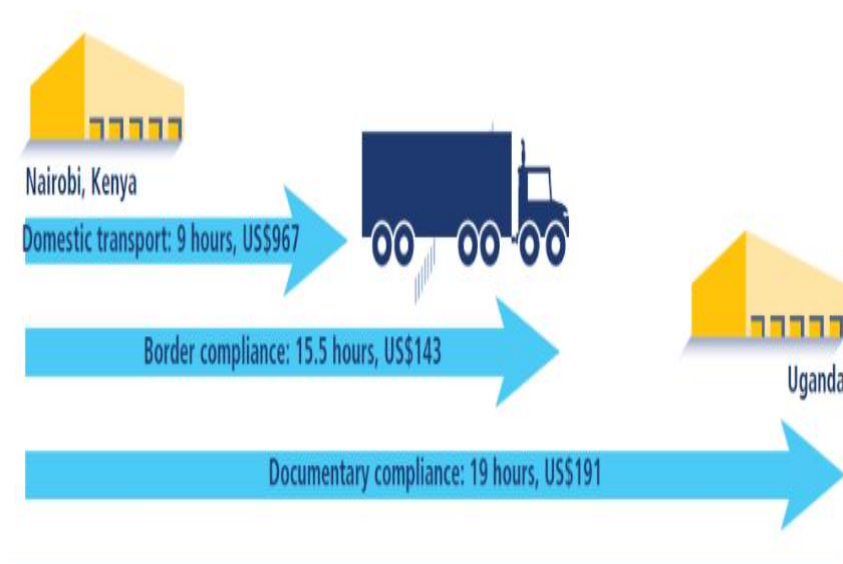 Nairobi, Kenya
Domestic transport: 9 hours, US$967
Border compliance: 15.5 hours, US$143
Uganda
Documentary compliance: 19 hours, US$191